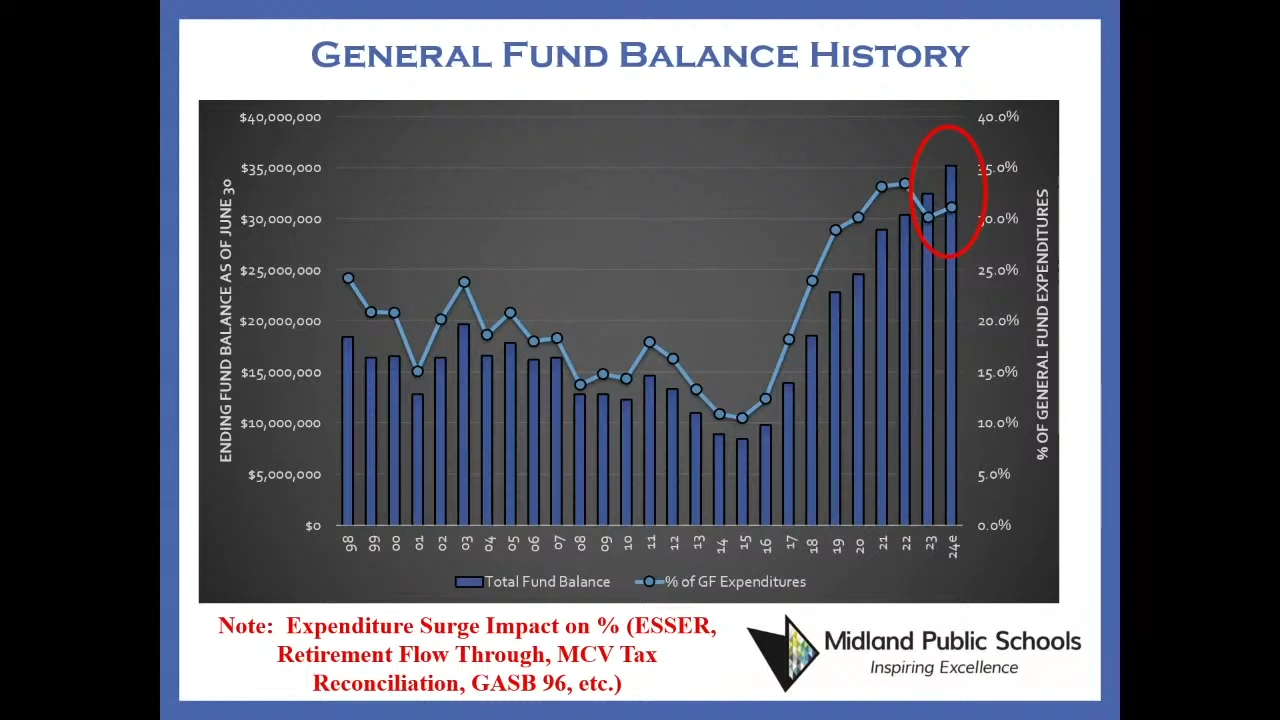 GENERAL FUND BALANCE HISTORY
ENDING FUND BALANCE AS OF JUNE 30
$40,000,000
$35,000,000
$30,000,000
$25,000,000
$20,000,000
$15,000,000
$10,000,000
$5,000,000
$0
40.0%
35.0%
30.0%
25.0%
20.0%
15.0%
10.0%
5.0%
0.0%
% OF GENERAL FUND EXPENDITURES
98 99 00 01 02 03 04 05 06 07 08 09 10 11 12 13 14 15 16 17 18 19 20 21 22 23 24e
Total Fund Balance % of GF Expenditures
Note: Expenditure Surge Impact on % (ESSER,
Retirement Flow Through, MCV Tax
Reconciliation, GASB 96, etc.)
Midland Public Schools
Inspiring Excellence